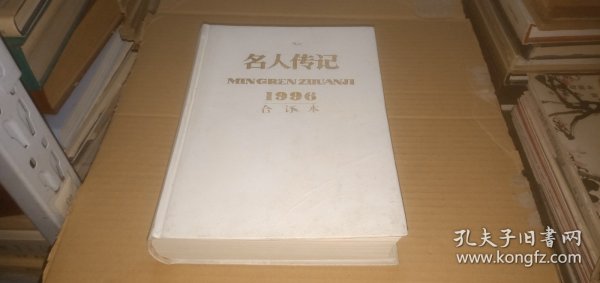 名人传记
MINGREN ZHUANJI
1996
合订本
孔夫子旧书网
www.kongfz.com